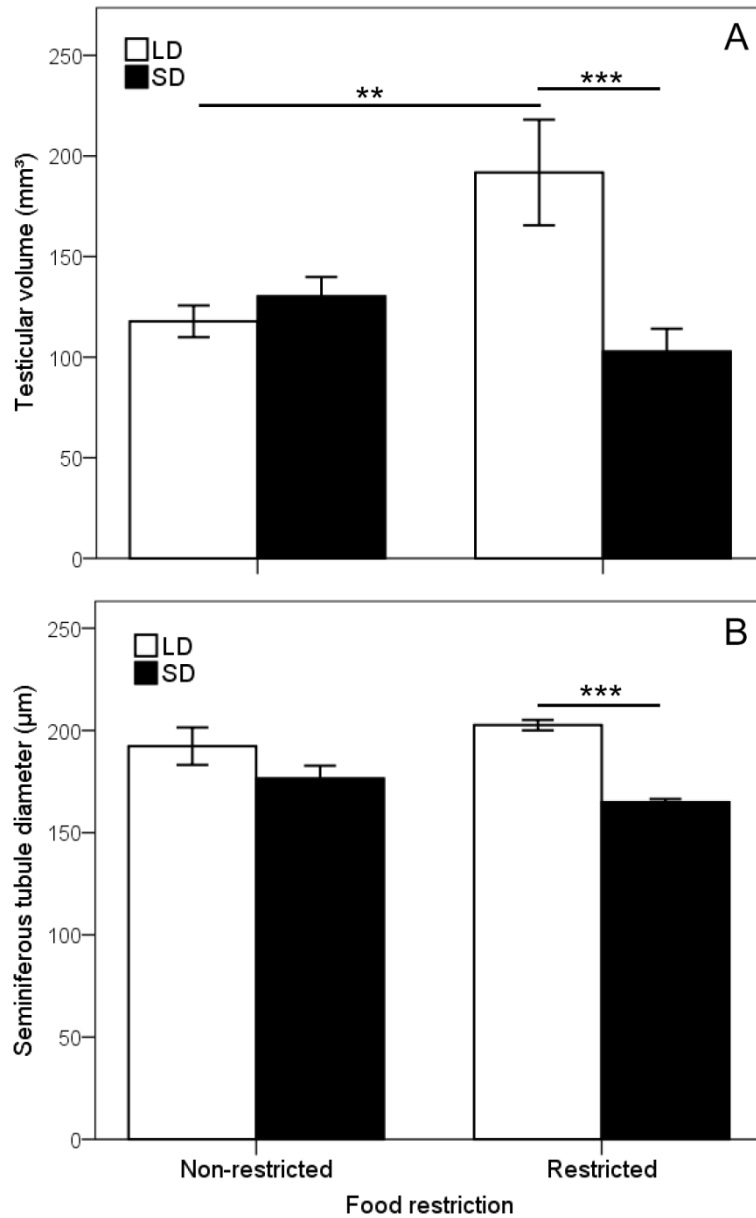 A
LD
SD
**
***
250
200
150
100
50
0
Testicular volume (mm³)
B
LD
SD
***
250
200
150
100
50
0
Seminiferous tubule diameter (µm)
Non-restricted Restricted
Food restriction